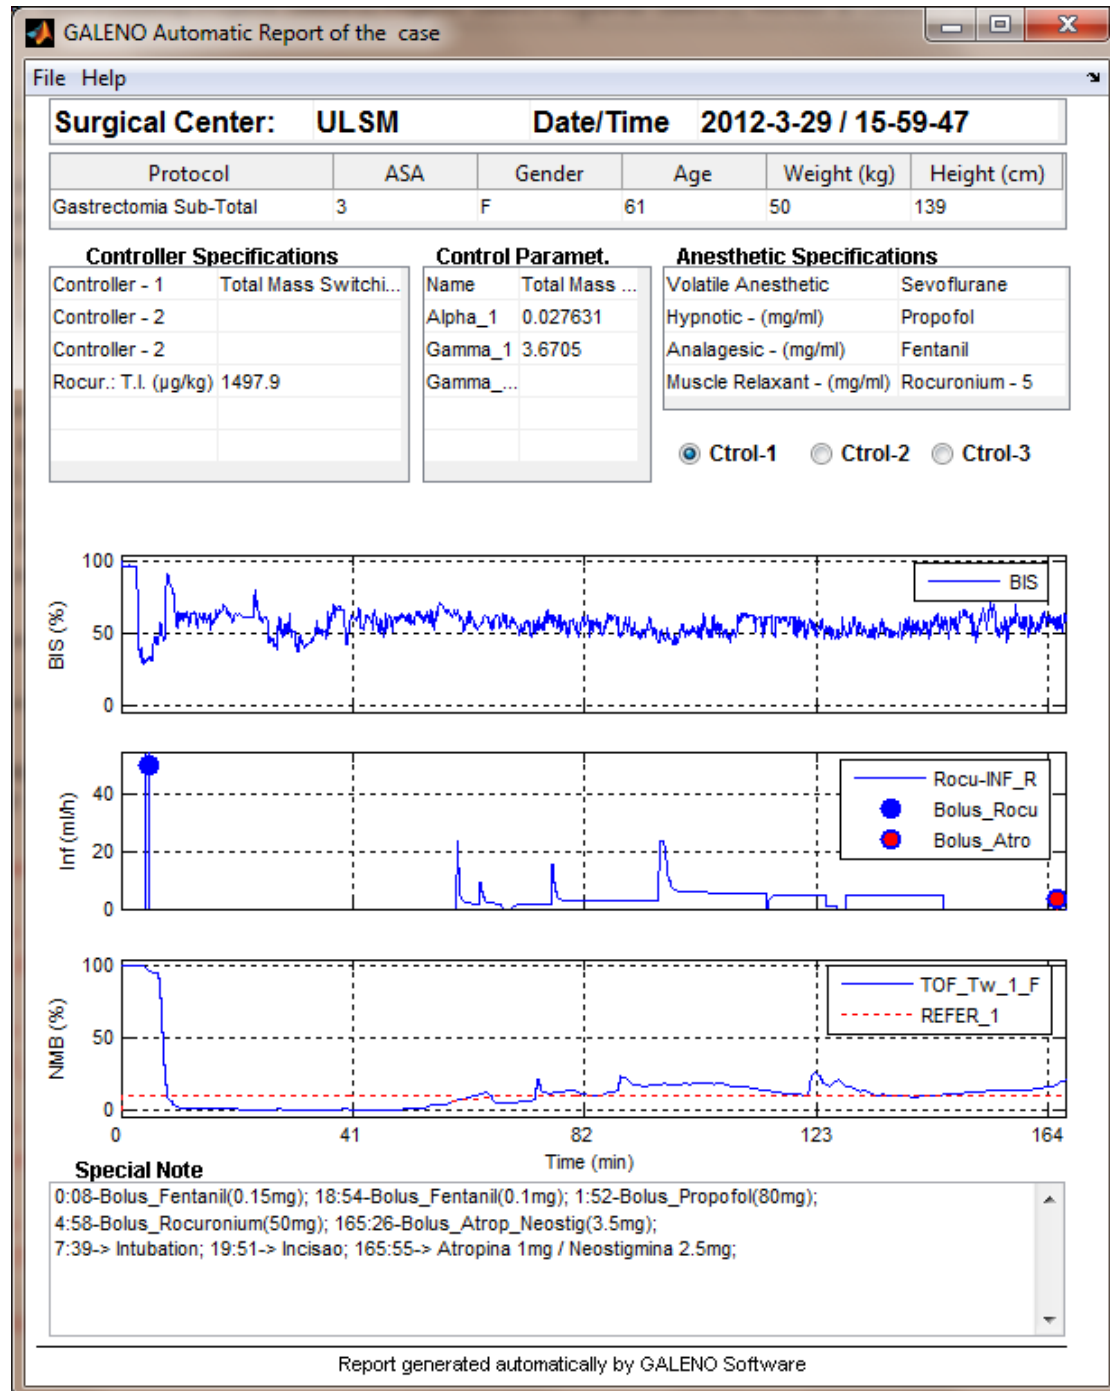 GALENO Automatic Report of the case
File Help
Surgical Center: ULSM Date/Time 2012-3-29 / 15-59-47
Protocol ASA Gender Age Weight (kg) Height (cm)
Gastrectomia Sub-Total 3 F 61 50 139
Controller Specifications
Controller - 1 Total Mass Switchi...
Controller - 2
Controller - 2
Rocur.: T.I. (µg/kg) 1497.9
Control Paramet.
Name Total Mass ...
Alpha_1 0.027631
Gamma_1 3.6705
Gamma_...
Anesthetic Specifications
Volatile Anesthetic Sevoflurane
Hypnotic - (mg/ml) Propofol
Analagesic - (mg/ml) Fentanil
Muscle Relaxant - (mg/ml) Rocuronium - 5
Ctrol-1 Ctrol-2 Ctrol-3
BIS (%)
100
50
0
BIS
Inf (ml/h)
40
20
0
Rocu-INF_R
Bolus_Rocu
Bolus_Atro
NMB (%)
100
50
0
TOF_Tw_1_F
REFER_1
0 41 82 123 164
Time (min)
Special Note
0:08-Bolus_Fentanil(0.15mg); 18:54-Bolus_Fentanil(0.1mg); 1:52-Bolus_Propofol(80mg);
4:58-Bolus_Rocuronium(50mg); 165:26-Bolus_Atrop_Neostig(3.5mg);
7:39-> Intubation; 19:51-> Incisao; 165:55-> Atropina 1mg / Neostigmina 2.5mg;
Report generated automatically by GALENO Software